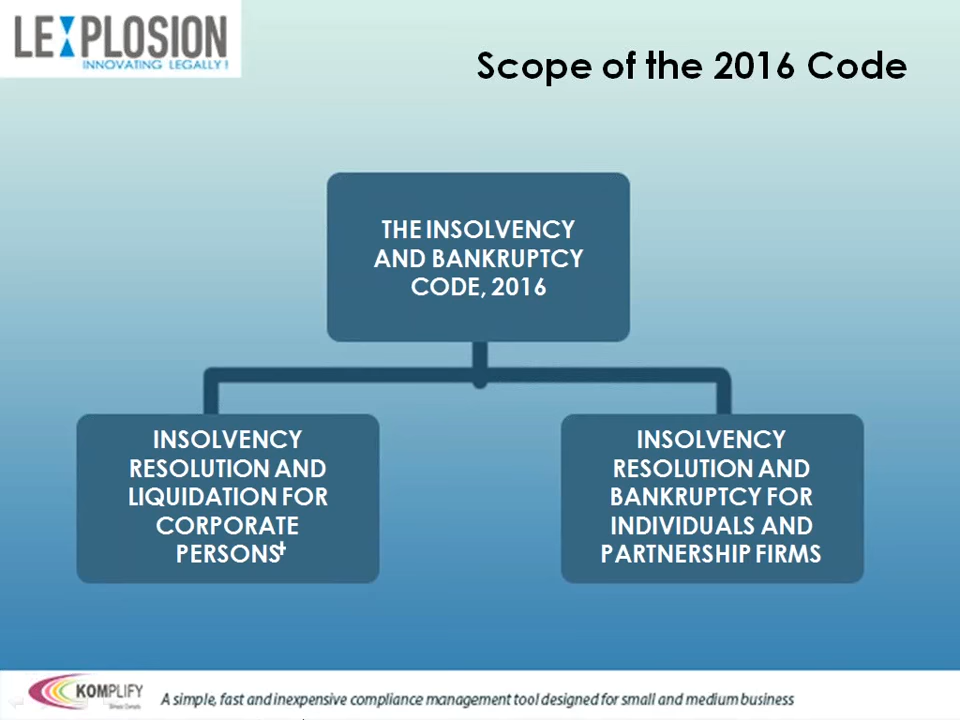 LEXPLOSION
INNOVATING LEGALLY!
Scope of the 2016 Code
THE INSOLVENCY
AND BANKRUPTCY
CODE, 2016
INSOLVENCY
RESOLUTION AND
LIQUIDATION FOR
CORPORATE
PERSONS
INSOLVENCY
RESOLUTION AND
BANKRUPTCY FOR
INDIVIDUALS AND
PARTNERSHIP FIRMS
KOMPLIFY
A simple, fast and inexpensive compliance management tool designed for small and medium business